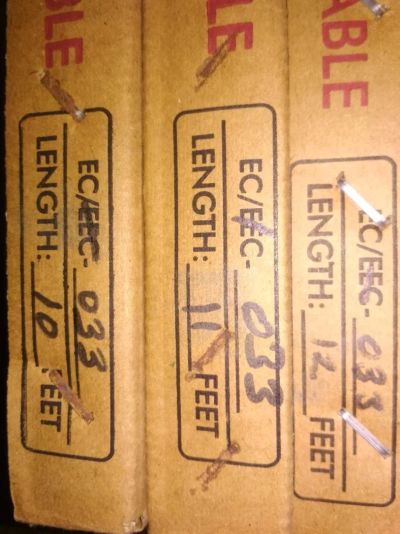 BLE
EC/EEC- 033
LENGTH: 10 FEET
LE
EC/EEC- 033
LENGTH: 11 FEET
ABLE
EC/EEC- 033
LENGTH: 12 FEET